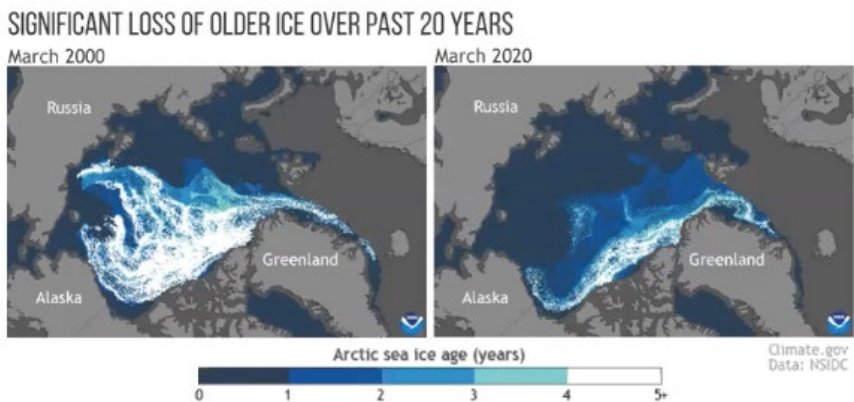 SIGNIFICANT LOSS OF OLDER ICE OVER PAST 20 YEARS
March 2000
March 2020
Russia
Greenland
Alaska
Russia
Greenland
Alaska
Arctic sea ice age (years)
0 1 2 3 4 5+
Climate.gov
Data: NSIDC